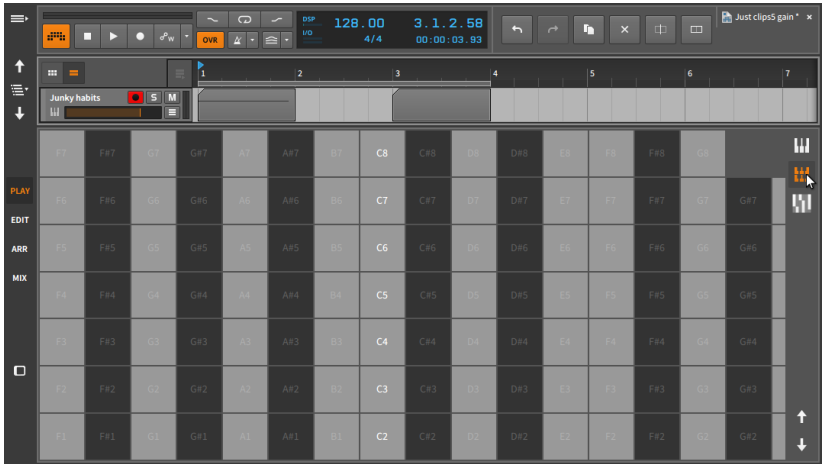 DSP
I/O
128.00
4/4
3.1.2.58
00:00:03.93
Just clips5 gain* ×
W
OVR
1 2 3 4 5 6 7
Junky habits S M
PLAY
EDIT
ARR
MIX
F7 F#7 G7 G#7 A7 A#7 B7 C8 C#8 D8 D#8 E8 F8 F#8 G8
F6 F#6 G6 G#6 A6 A#6 B6 C7 C#7 D7 D#7 E7 F7 F#7 G7 G#7
F5 F#5 G5 G#5 A5 A#5 B5 C6 C#6 D6 D#6 E6 F6 F#6 G6 G#6
F4 F#4 G4 G#4 A4 A#4 B4 C5 C#5 D5 D#5 E5 F5 F#5 G5 G#5
F3 F#3 G3 G#3 A3 A#3 B3 C4 C#4 D4 D#4 E4 F4 F#4 G4 G#4
F2 F#2 G2 G#2 A2 A#2 B2 C3 C#3 D3 D#3 E3 F3 F#3 G3 G#3
F1 F#1 G1 G#1 A1 A#1 B1 C2 C#2 D2 D#2 E2 F2 F#2 G2 G#2